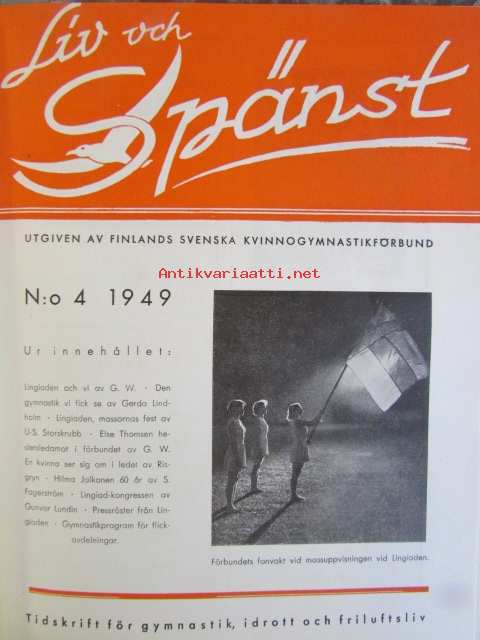 Liv och
Spänst
UTGIVEN AV FINLANDS SVENSKA KVINNOGYMNASTIKFÖRBUND
Antikvariaatti.net
N:o 4 1949
Ur innehållet:
Lingiaden och vi av G. W. · Den
gymnastik vi fick se av Gerda Lind-
holm · Lingiaden, massornas fest av
U-S. Storskrubb · Else Thomsen he-
dersledamot i förbundet av G. W.
En kvinna ser sig om i ledet av Ris-
gryn · Hilma Jalkanen 60 år av S.
Fagerström · Lingiad-kongressen av
Gunvor Lundin · Pressröster från Lin-
giaden · Gymnastikprogram för flick-
avdelningar.
Förbundets fanvakt vid massuppvisningen vid Lingiaden.
Tidskrift för gymnastik, idrott och friluftsliv